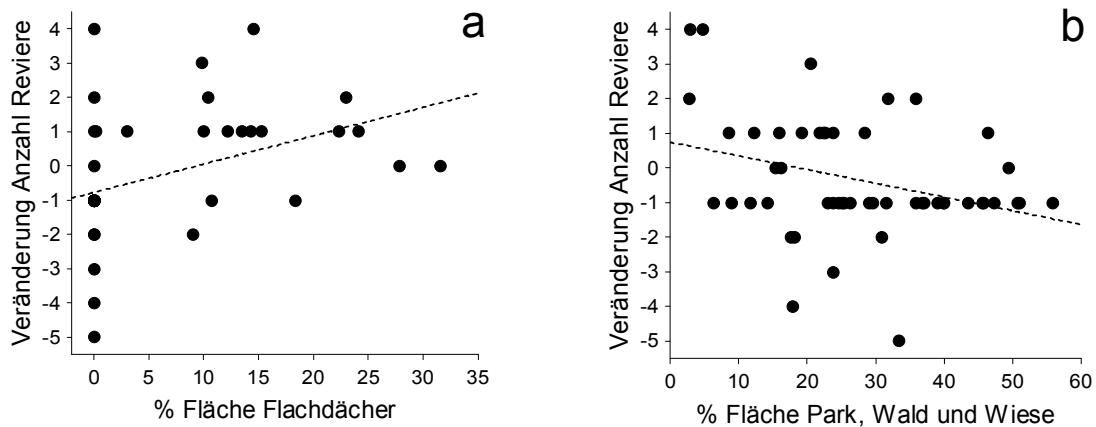 a
Veränderung Anzahl Reviere
4
3
2
1
0
-1
-2
-3
-4
-5
0 5 10 15 20 25 30 35
% Fläche Flachdächer
b
Veränderung Anzahl Reviere
4
3
2
1
0
-1
-2
-3
-4
-5
0 10 20 30 40 50 60
% Fläche Park, Wald und Wiese